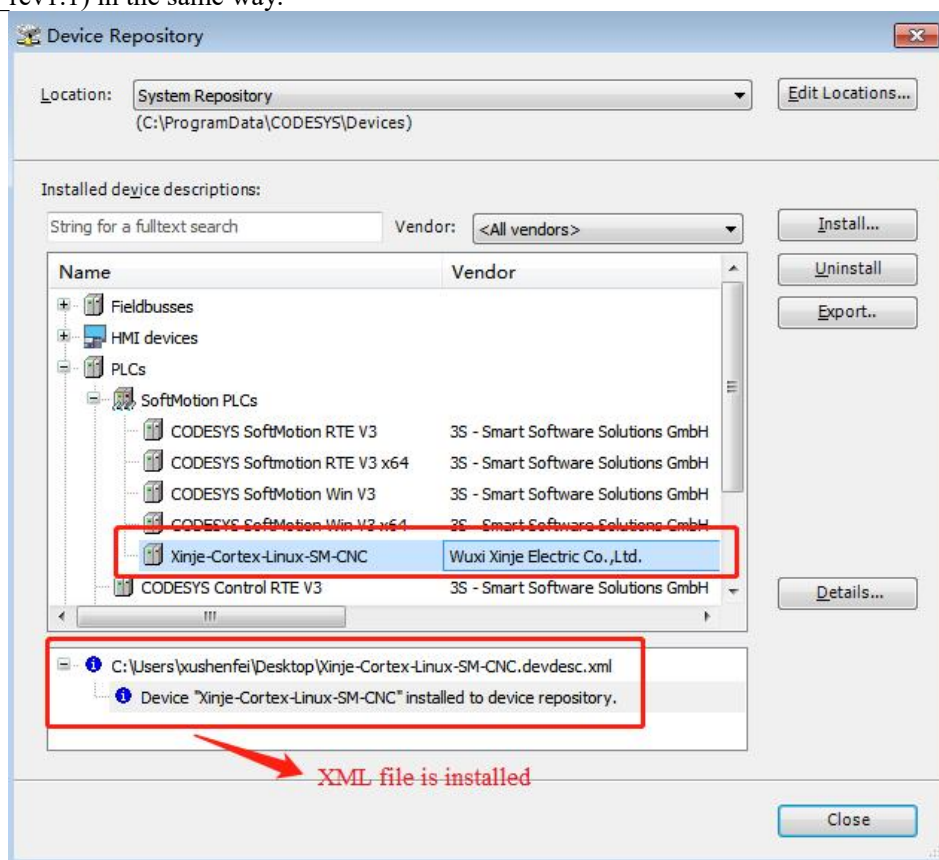 _rev1.1) in the same way.
Device Repository
Location: System Repository Edit Locations...
(C:\ProgramData\CODESYS\Devices)
Installed device descriptions:
String for a fulltext search Vendor: <All vendors> Install...
Name Vendor Uninstall
Fieldbusses
Export..
HMI devices
PLCs
SoftMotion PLCs
CODESYS SoftMotion RTE V3 3S - Smart Software Solutions GmbH
CODESYS Softmotion RTE V3 x64 3S - Smart Software Solutions GmbH
CODESYS SoftMotion Win V3 3S - Smart Software Solutions GmbH
CODESYS SoftMotion Win V3 x64 3S - Smart Software Solutions GmbH
Xinje-Cortex-Linux-SM-CNC Wuxi Xinje Electric Co.,Ltd.
CODESYS Control RTE V3 3S - Smart Software Solutions GmbH Details...
C:\Users\xushenfei\Desktop\Xinje-Cortex-Linux-SM-CNC.devdesc.xml
Device "Xinje-Cortex-Linux-SM-CNC" installed to device repository.
XML file is installed
Close